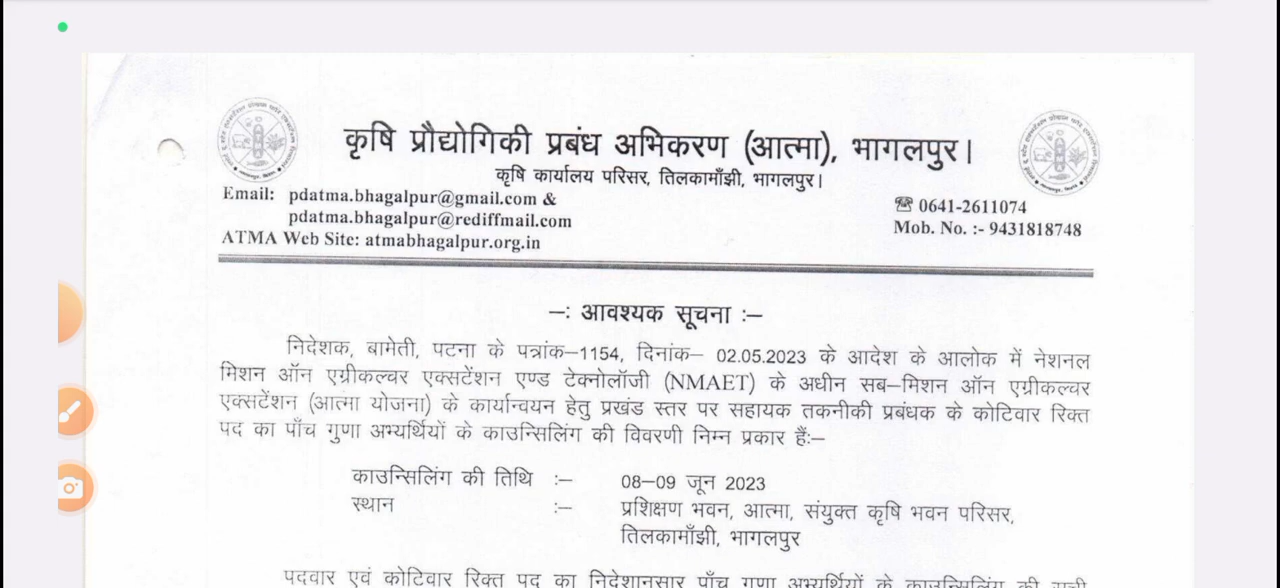 कृषि प्रौद्योगिकी प्रबंध अभिकरण (आत्मा), भागलपुर।
कृषि कार्यालय परिसर, तिलकामाँझी, भागलपुर।
Email: pdatma.bhagalpur@gmail.com &
pdatma.bhagalpur@rediffmail.com
ATMA Web Site: atmabhagalpur.org.in
☎ 0641-2611074
Mob. No. :- 9431818748
–: आवश्यक सूचना :–
निदेशक, बामेती, पटना के पत्रांक–1154, दिनांक– 02.05.2023 के आदेश के आलोक में नेशनल
मिशन ऑन एग्रीकल्चर एक्सटेंशन एण्ड टेक्नोलॉजी (NMAET) के अधीन सब–मिशन ऑन एग्रीकल्चर
एक्सटेंशन (आत्मा योजना) के कार्यान्वयन हेतु प्रखंड स्तर पर सहायक तकनीकी प्रबंधक के कोटिवार रिक्त
पद का पाँच गुणा अभ्यर्थियों के काउन्सिलिंग की विवरणी निम्न प्रकार हैं:–
काउन्सिलिंग की तिथि :– 08–09 जून 2023
स्थान :– प्रशिक्षण भवन, आत्मा, संयुक्त कृषि भवन परिसर,
तिलकामाँझी, भागलपुर
पदवार एवं कोटिवार रिक्त पद का निदेशानुसार पाँच गुणा अभ्यर्थियों के काउन्सिलिंग की सूची